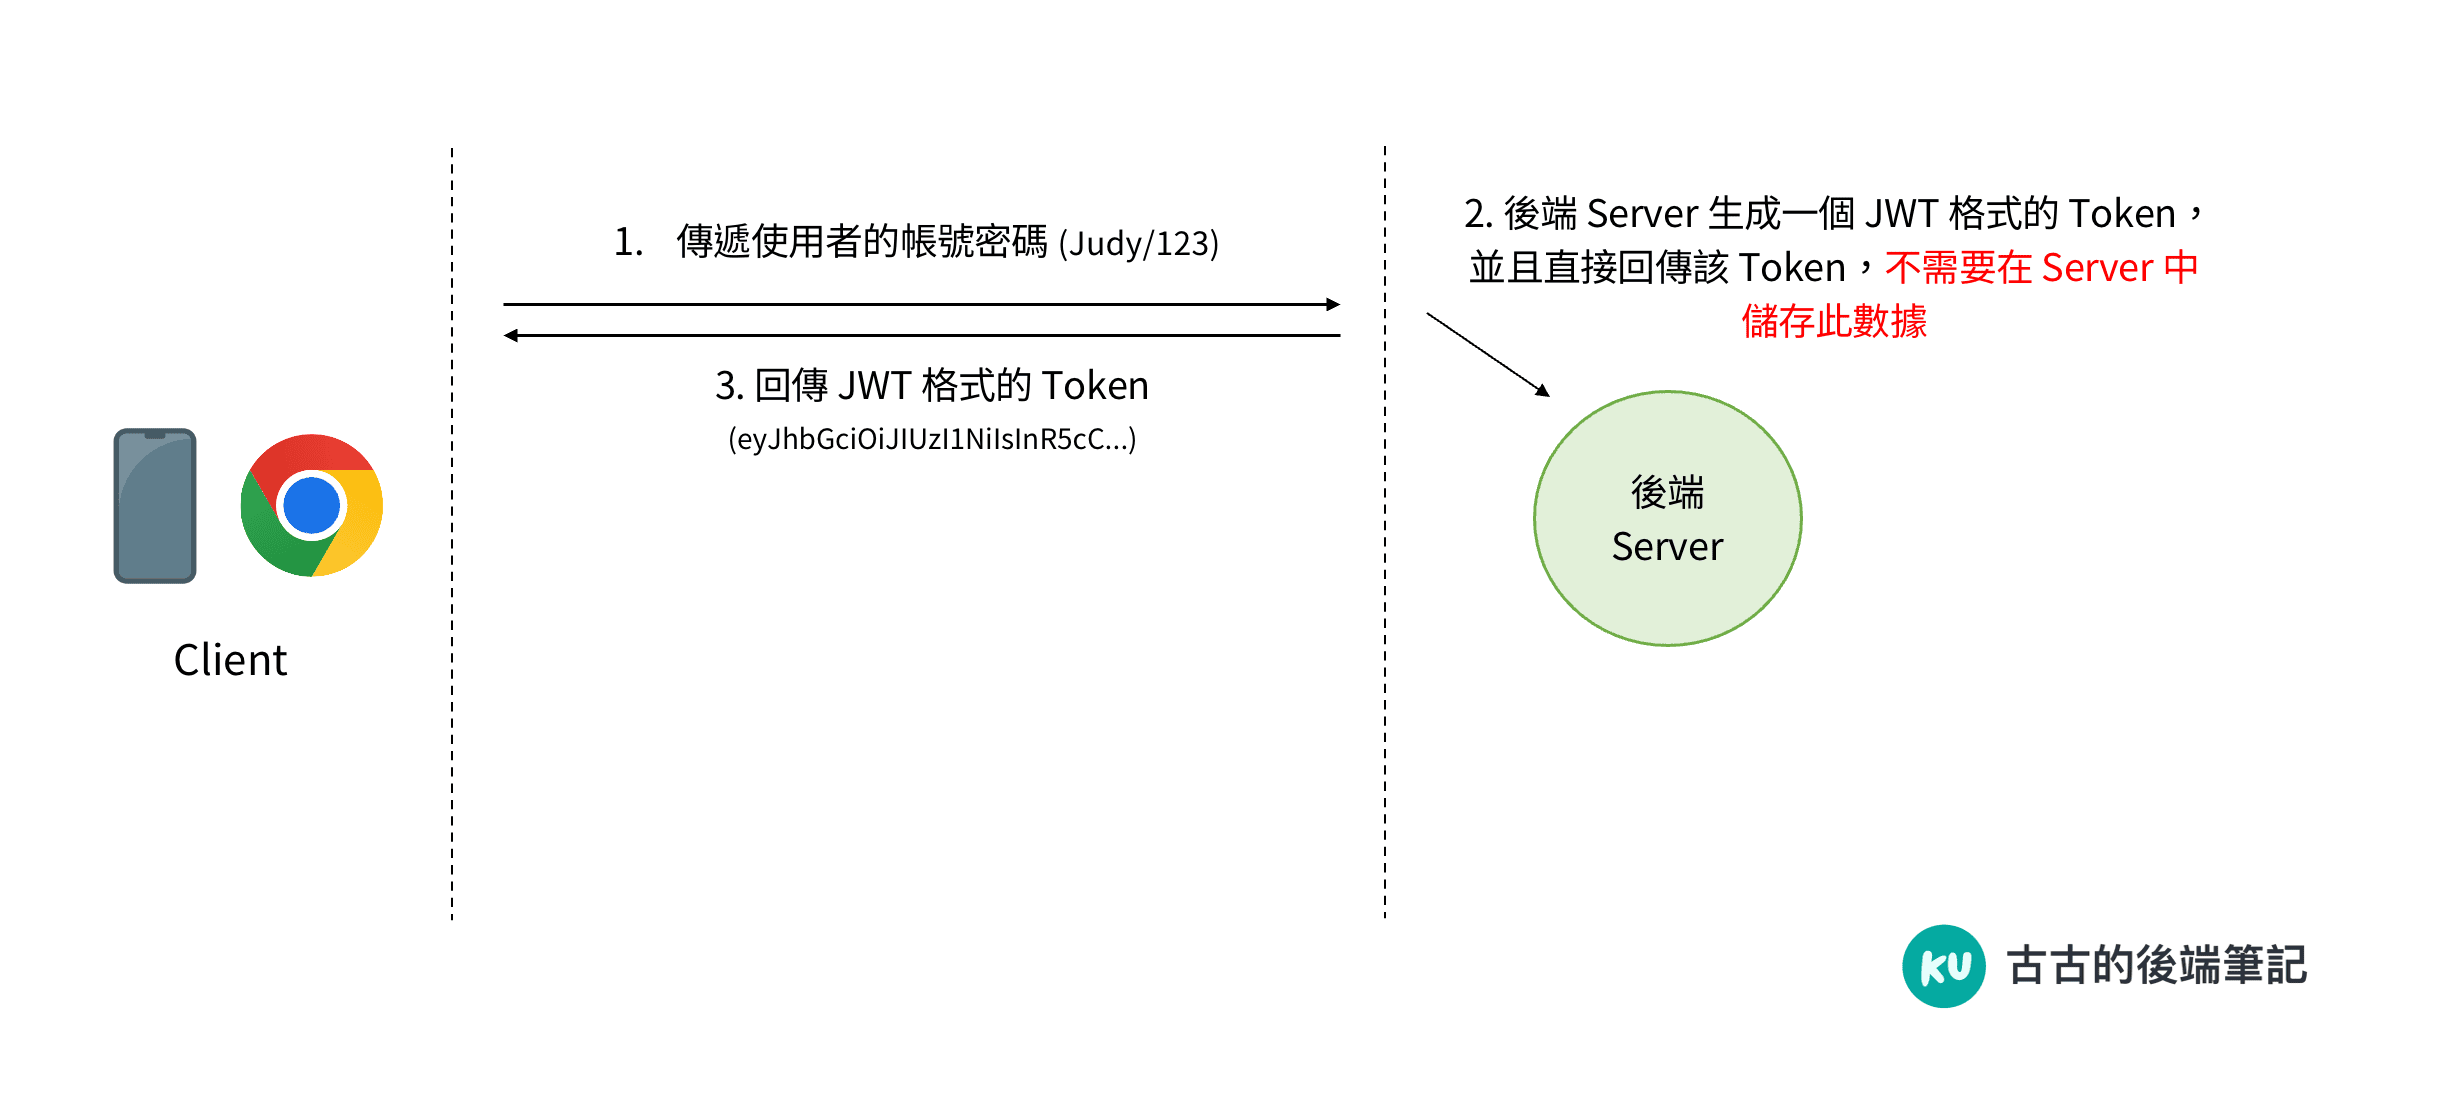 1. 傳遞使用者的帳號密碼 (Judy/123)
2. 後端 Server 生成一個 JWT 格式的 Token，
並且直接回傳該 Token，不需要在 Server 中
儲存此數據
3. 回傳 JWT 格式的 Token
(eyJhbGciOiJIUzI1NiIsInR5cC...)
後端
Server
Client
KU 古古的後端筆記